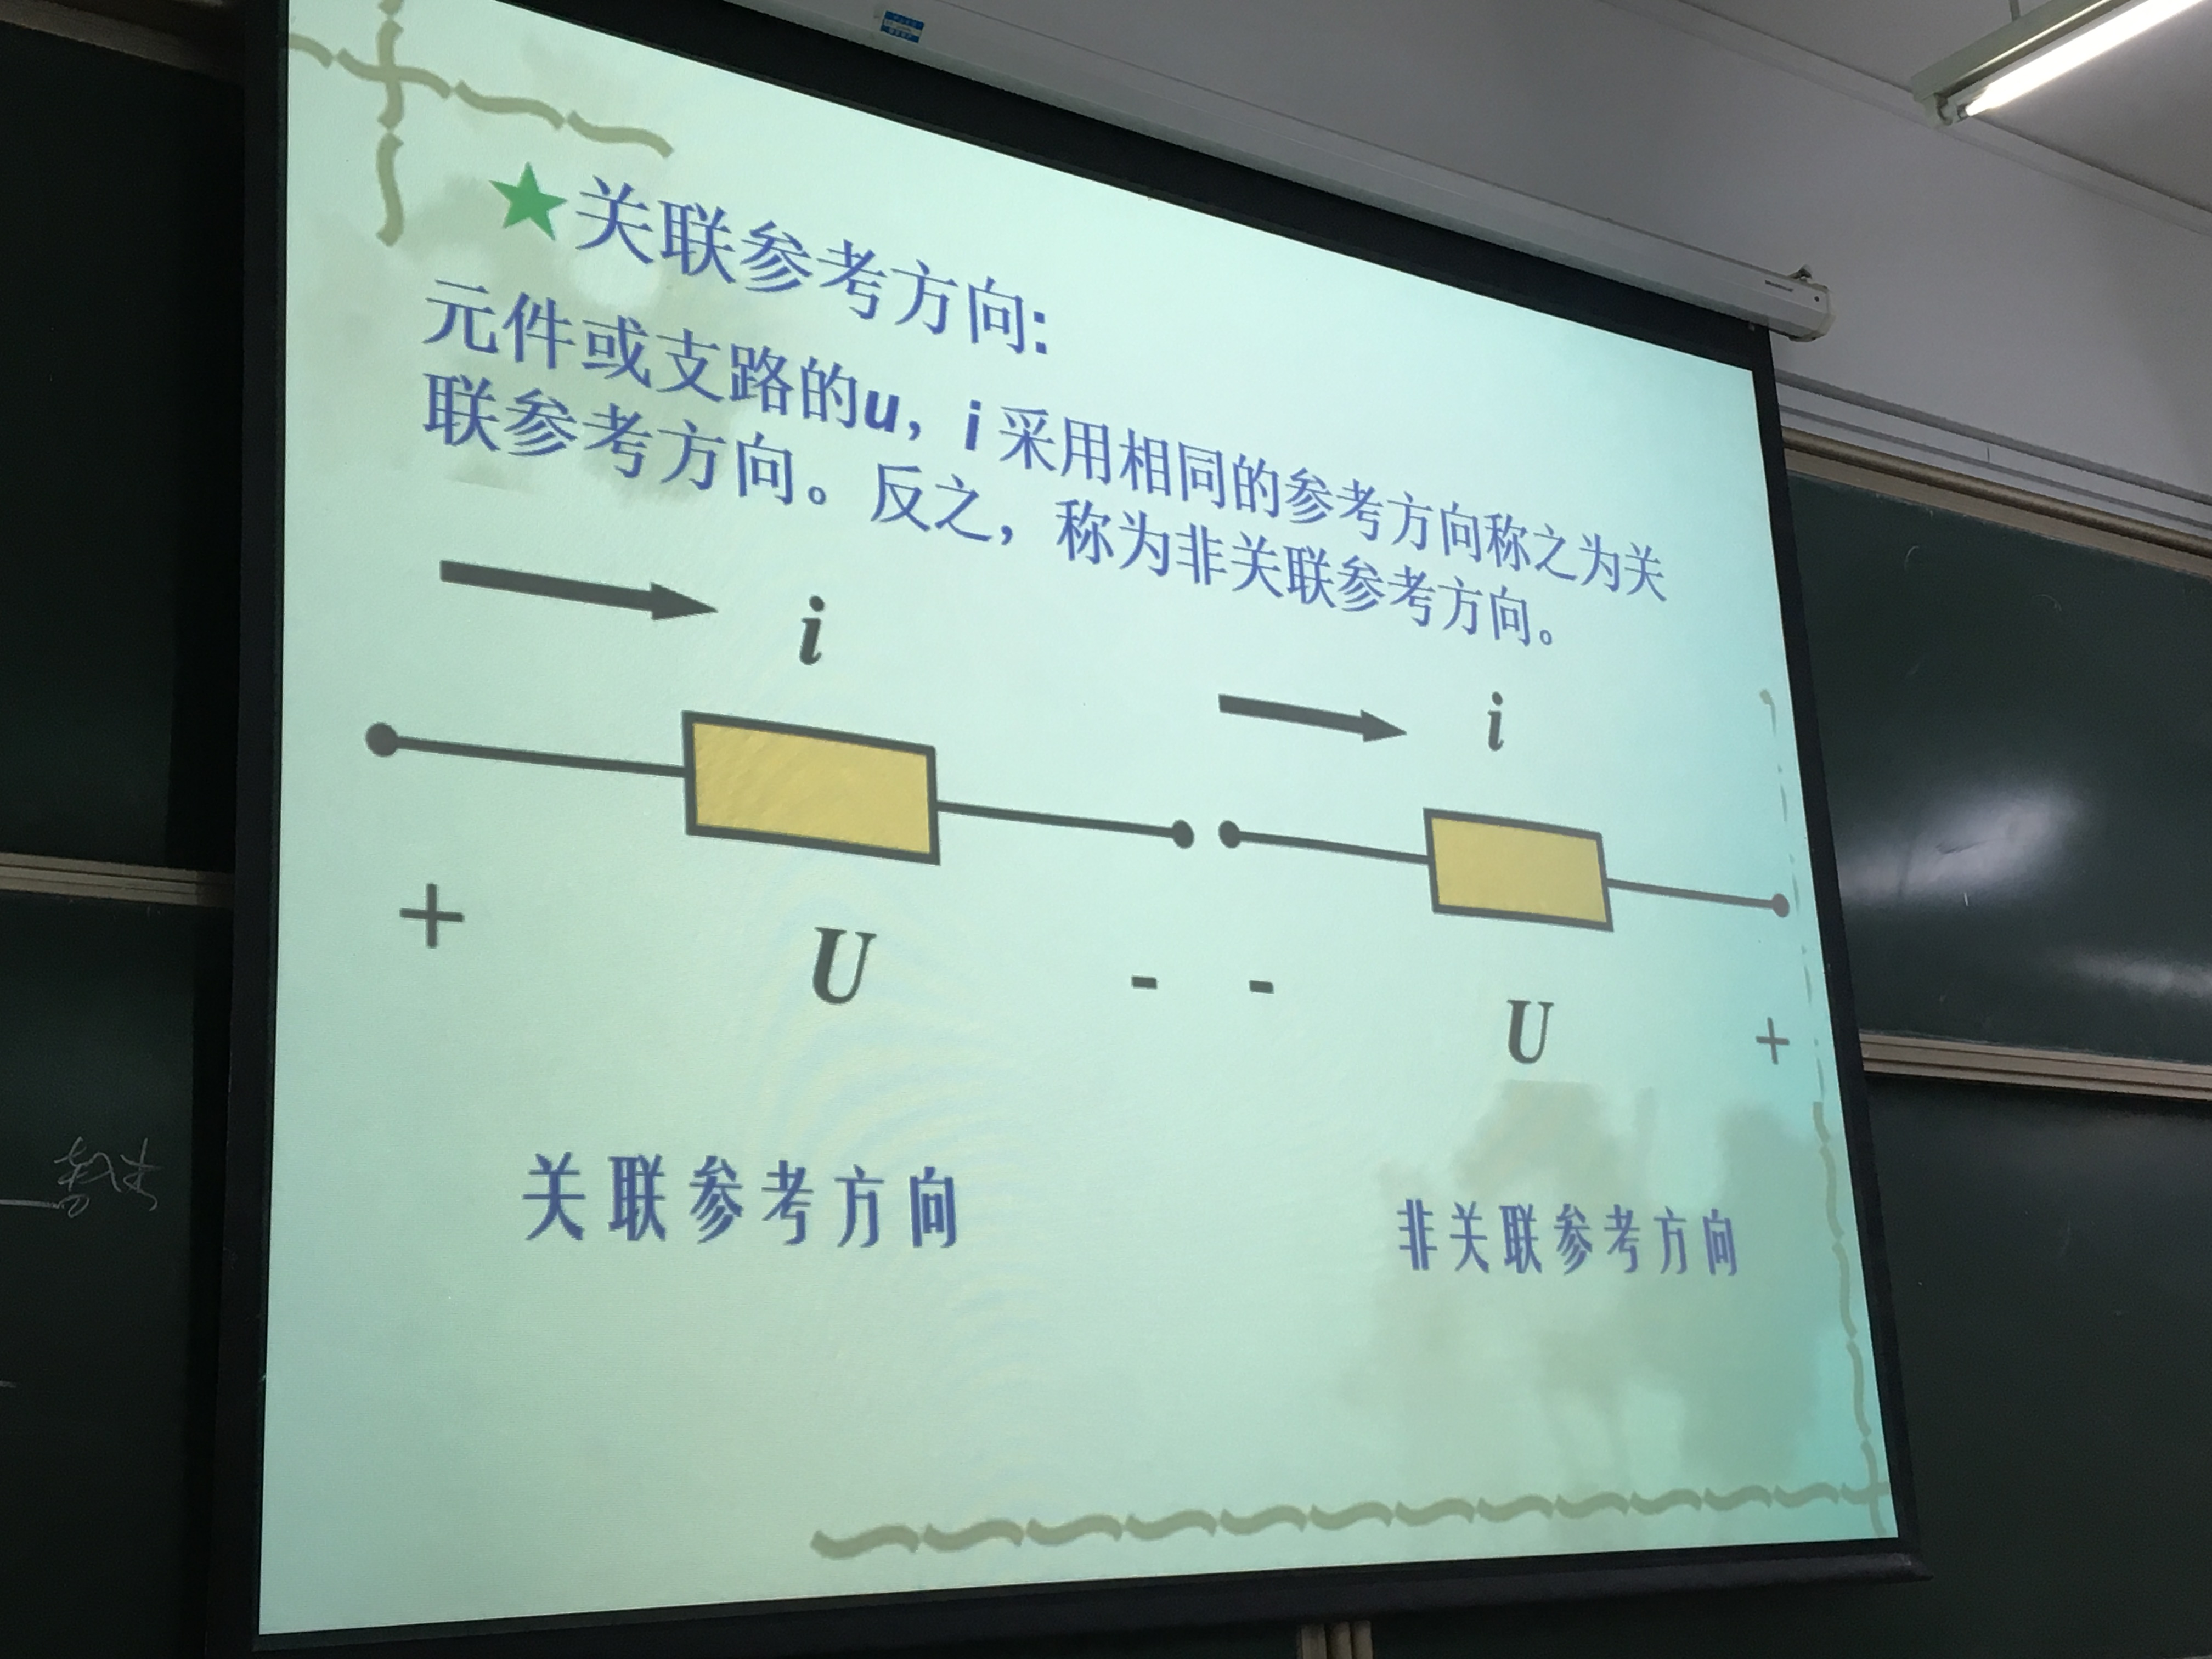 ★关联参考方向:
元件或支路的u，i 采用相同的参考方向称之为关
联参考方向。反之，称为非关联参考方向。
i
i
+ U -
- U +
关联参考方向
非关联参考方向